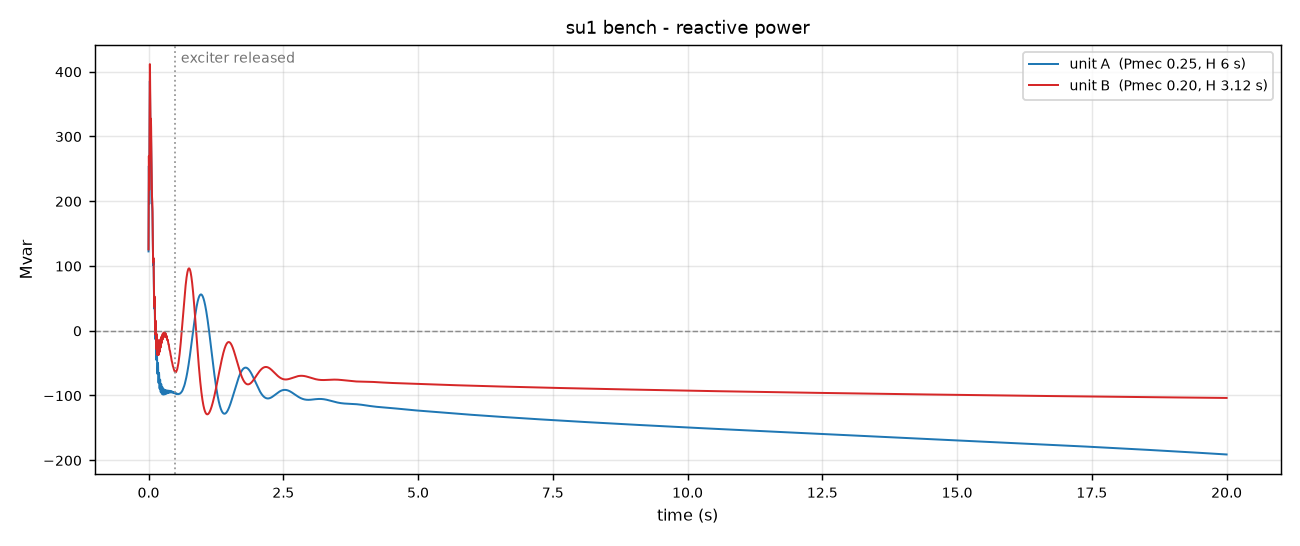 su1 bench - reactive power
exciter released
unit A  (Pmec 0.25, H 6 s)
unit B  (Pmec 0.20, H 3.12 s)
Mvar
400
300
200
100
0
−100
−200
0.0 2.5 5.0 7.5 10.0 12.5 15.0 17.5 20.0
time (s)